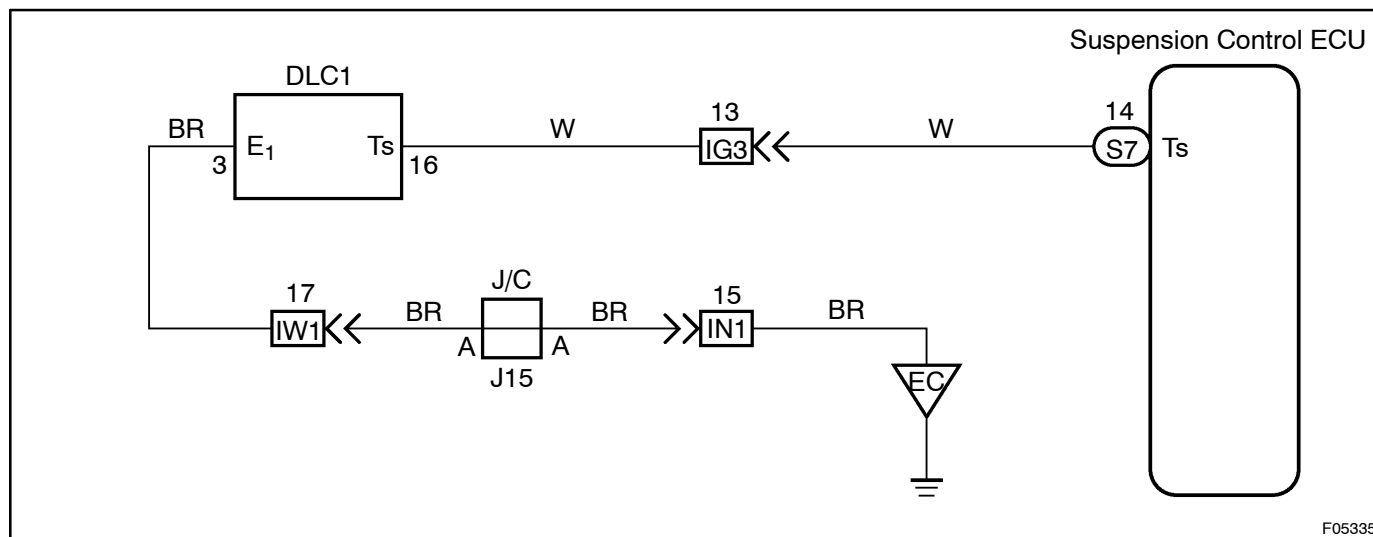 Suspension Control ECU
DLC1
BR
3
E₁
Ts
16
W
13
IG3
W
14
S7
Ts
17
IW1
BR
J/C
A
A
J15
BR
15
IN1
BR
EC
F05335